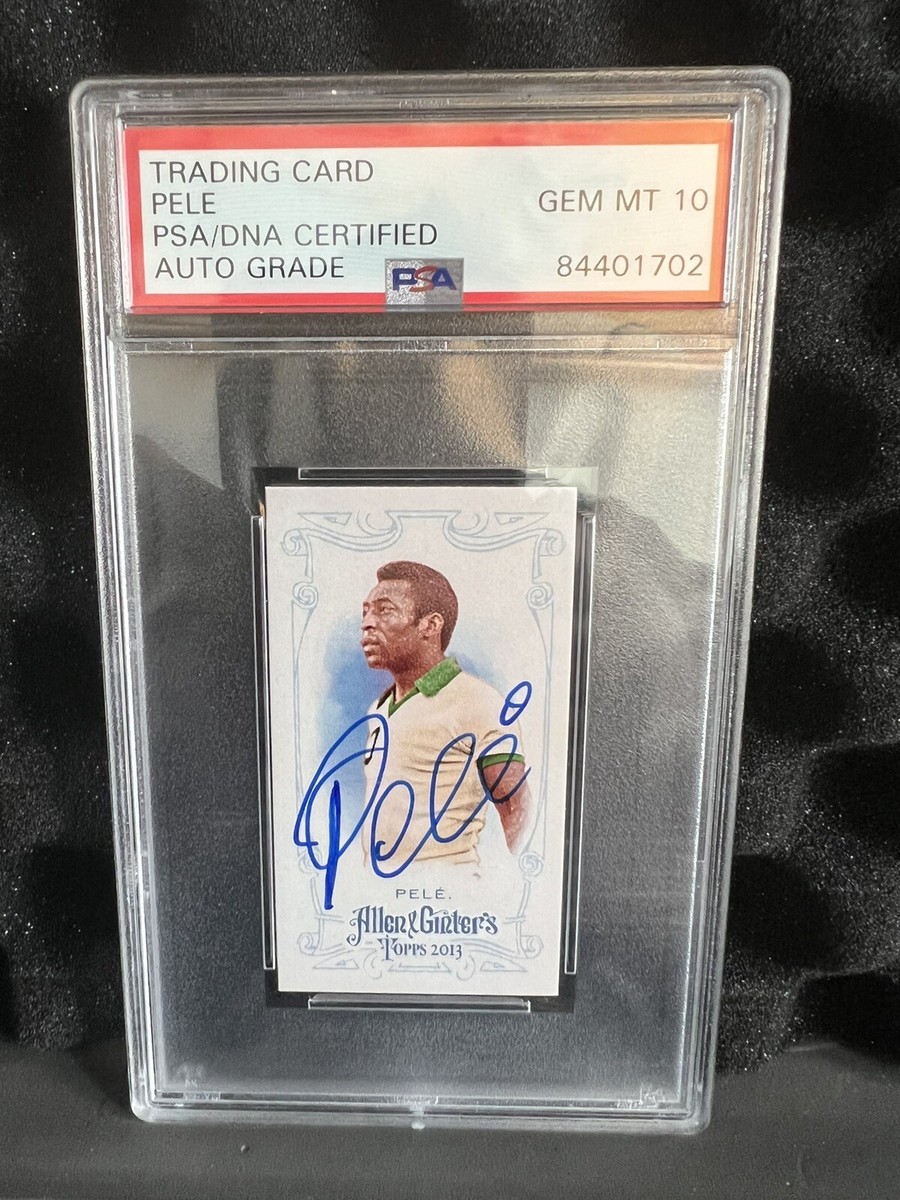 TRADING CARD
PELE
GEM MT 10
PSA/DNA CERTIFIED
AUTO GRADE
PSA
84401702
Pelé
PELÉ.
Allen & Ginter's
Topps 2013